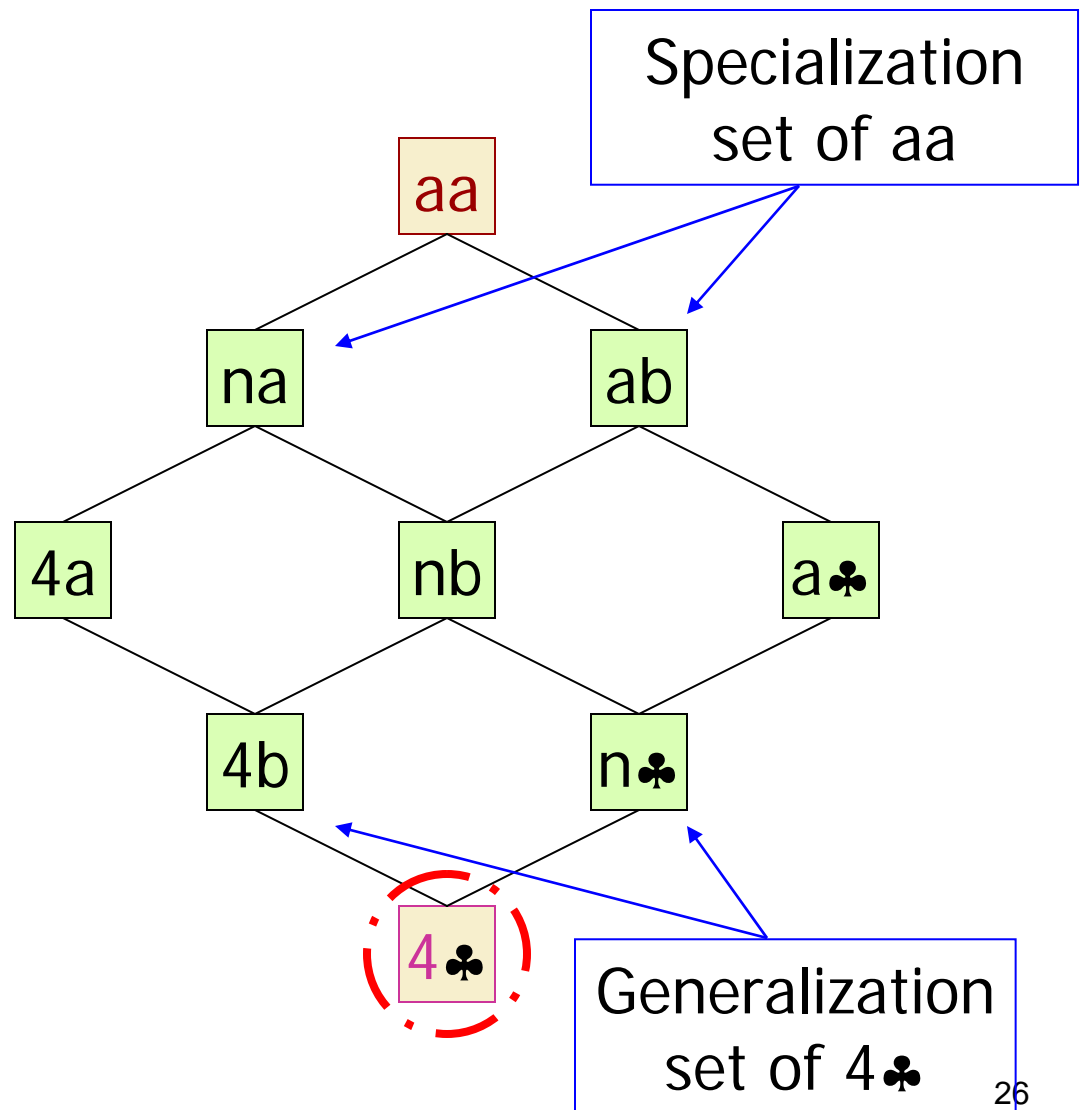 Specialization
set of aa
aa
na
ab
4a
nb
a♣
4b
n♣
4♣
Generalization
set of 4♣
26